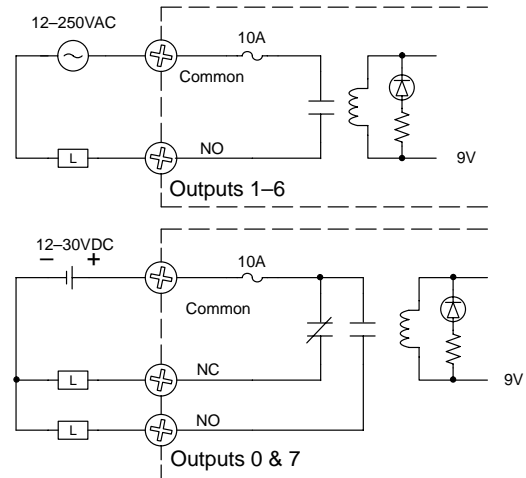 12–250VAC
10A
Common
NO
9V
Outputs 1–6
12–30VDC
– +
10A
Common
NC
9V
NO
Outputs 0 & 7
L
L
L